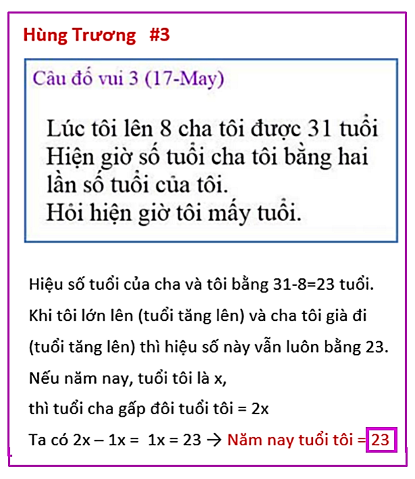 Hùng Trương #3
Câu đố vui 3 (17-May)
Lúc tôi lên 8 cha tôi được 31 tuổi
Hiện giờ số tuổi cha tôi bằng hai
lần số tuổi của tôi.
Hỏi hiện giờ tôi mấy tuổi.
Hiệu số tuổi của cha và tôi bằng 31-8=23 tuổi.
Khi tôi lớn lên (tuổi tăng lên) và cha tôi già đi
(tuổi tăng lên) thì hiệu số này vẫn luôn bằng 23.
Nếu năm nay, tuổi tôi là x,
thì tuổi cha gấp đôi tuổi tôi = 2x
Ta có 2x – 1x = 1x = 23 → Năm nay tuổi tôi = 23